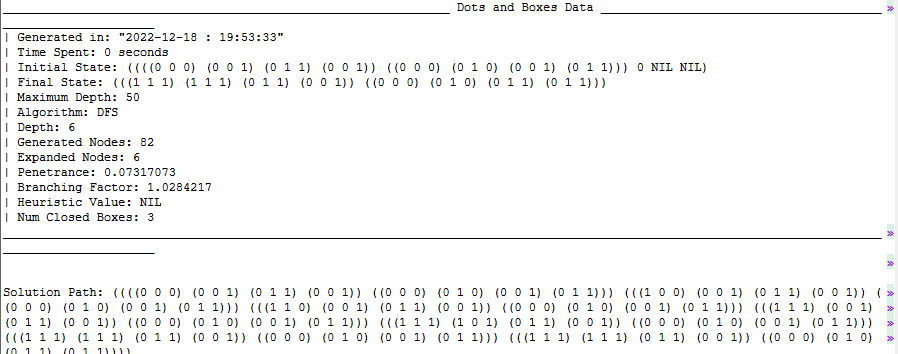 Dots and Boxes Data
| Generated in: "2022-12-18 : 19:53:33"
| Time Spent: 0 seconds
| Initial State: ((((0 0 0) (0 0 1) (0 1 1) (0 0 1)) ((0 0 0) (0 1 0) (0 0 1) (0 1 1))) 0 NIL NIL)
| Final State: (((1 1 1) (1 1 1) (0 1 1) (0 0 1)) ((0 0 0) (0 1 0) (0 1 1) (0 1 1)))
| Maximum Depth: 50
| Algorithm: DFS
| Depth: 6
| Generated Nodes: 82
| Expanded Nodes: 6
| Penetrance: 0.07317073
| Branching Factor: 1.0284217
| Heuristic Value: NIL
| Num Closed Boxes: 3
Solution Path: ((((0 0 0) (0 0 1) (0 1 1) (0 0 1)) ((0 0 0) (0 1 0) (0 0 1) (0 1 1))) (((1 0 0) (0 0 1) (0 1 1) (0 0 1)) (
(0 0 0) (0 1 0) (0 0 1) (0 1 1))) (((1 1 0) (0 0 1) (0 1 1) (0 0 1)) ((0 0 0) (0 1 0) (0 0 1) (0 1 1))) (((1 1 1) (0 0 1)
(0 1 1) (0 0 1)) ((0 0 0) (0 1 0) (0 0 1) (0 1 1))) (((1 1 1) (1 0 1) (0 1 1) (0 0 1)) ((0 0 0) (0 1 0) (0 0 1) (0 1 1)))
(((1 1 1) (1 1 1) (0 1 1) (0 0 1)) ((0 0 0) (0 1 0) (0 0 1) (0 1 1))) (((1 1 1) (1 1 1) (0 1 1) (0 0 1)) ((0 0 0) (0 1 0)
(0 1 1) (0 1 1))))